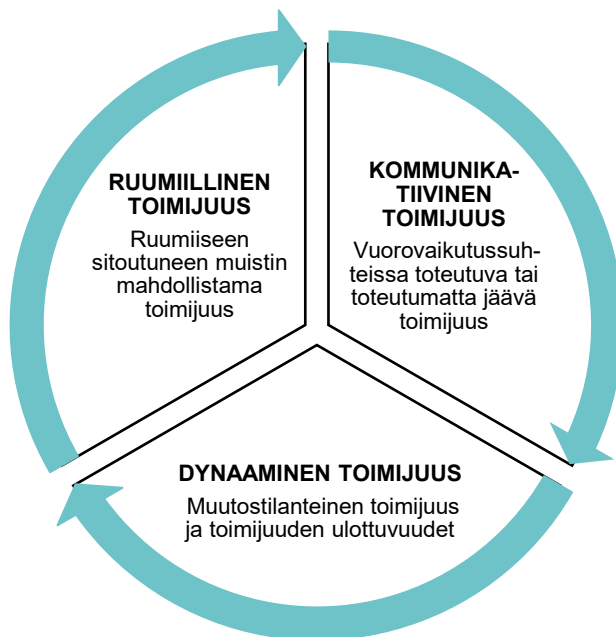 RUUMIILLINEN
TOIMIJUUS
Ruumiiseen
sitoutuneen muistin
mahdollistama
toimijuus
KOMMUNIKA-
TIIVINEN
TOIMIJUUS
Vuorovaikutussuh-
teissa toteutuva tai
toteutumatta jäävä
toimijuus
DYNAAMINEN TOIMIJUUS
Muutostilanteinen toimijuus
ja toimijuuden ulottuvuudet